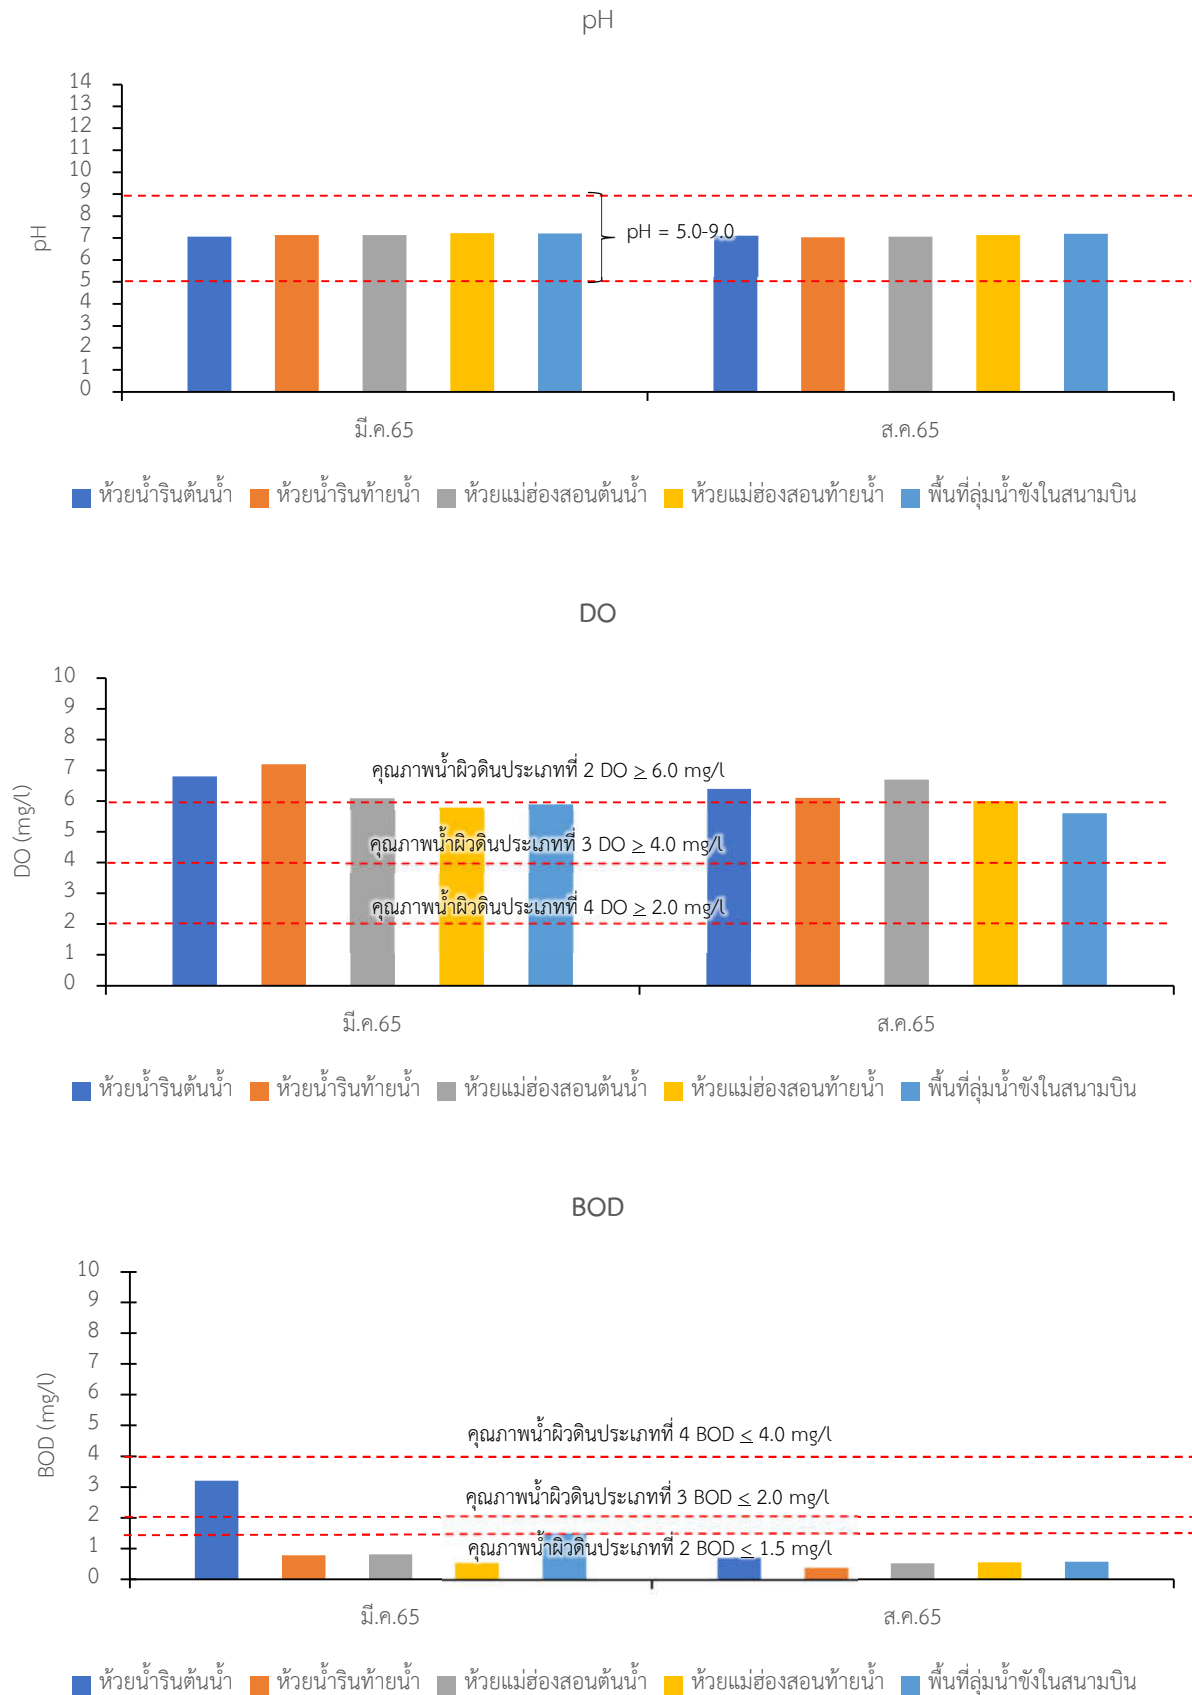 pH
14
13
12
11
10
9
8
7
6
5
4
3
2
1
0
pH
pH = 5.0-9.0
มี.ค.65
ส.ค.65
ห้วยน้ำรินต้นน้ำ ห้วยน้ำรินท้ายน้ำ ห้วยแม่ฮ่องสอนต้นน้ำ ห้วยแม่ฮ่องสอนท้ายน้ำ พื้นที่ลุ่มน้ำขังในสนามบิน
DO
10
9
8
7
6
5
4
3
2
1
0
DO (mg/l)
คุณภาพน้ำผิวดินประเภทที่ 2 DO ≥ 6.0 mg/l
คุณภาพน้ำผิวดินประเภทที่ 3 DO ≥ 4.0 mg/l
คุณภาพน้ำผิวดินประเภทที่ 4 DO ≥ 2.0 mg/l
มี.ค.65
ส.ค.65
ห้วยน้ำรินต้นน้ำ ห้วยน้ำรินท้ายน้ำ ห้วยแม่ฮ่องสอนต้นน้ำ ห้วยแม่ฮ่องสอนท้ายน้ำ พื้นที่ลุ่มน้ำขังในสนามบิน
BOD
10
9
8
7
6
5
4
3
2
1
0
BOD (mg/l)
คุณภาพน้ำผิวดินประเภทที่ 4 BOD ≤ 4.0 mg/l
คุณภาพน้ำผิวดินประเภทที่ 3 BOD ≤ 2.0 mg/l
คุณภาพน้ำผิวดินประเภทที่ 2 BOD ≤ 1.5 mg/l
มี.ค.65
ส.ค.65
ห้วยน้ำรินต้นน้ำ ห้วยน้ำรินท้ายน้ำ ห้วยแม่ฮ่องสอนต้นน้ำ ห้วยแม่ฮ่องสอนท้ายน้ำ พื้นที่ลุ่มน้ำขังในสนามบิน